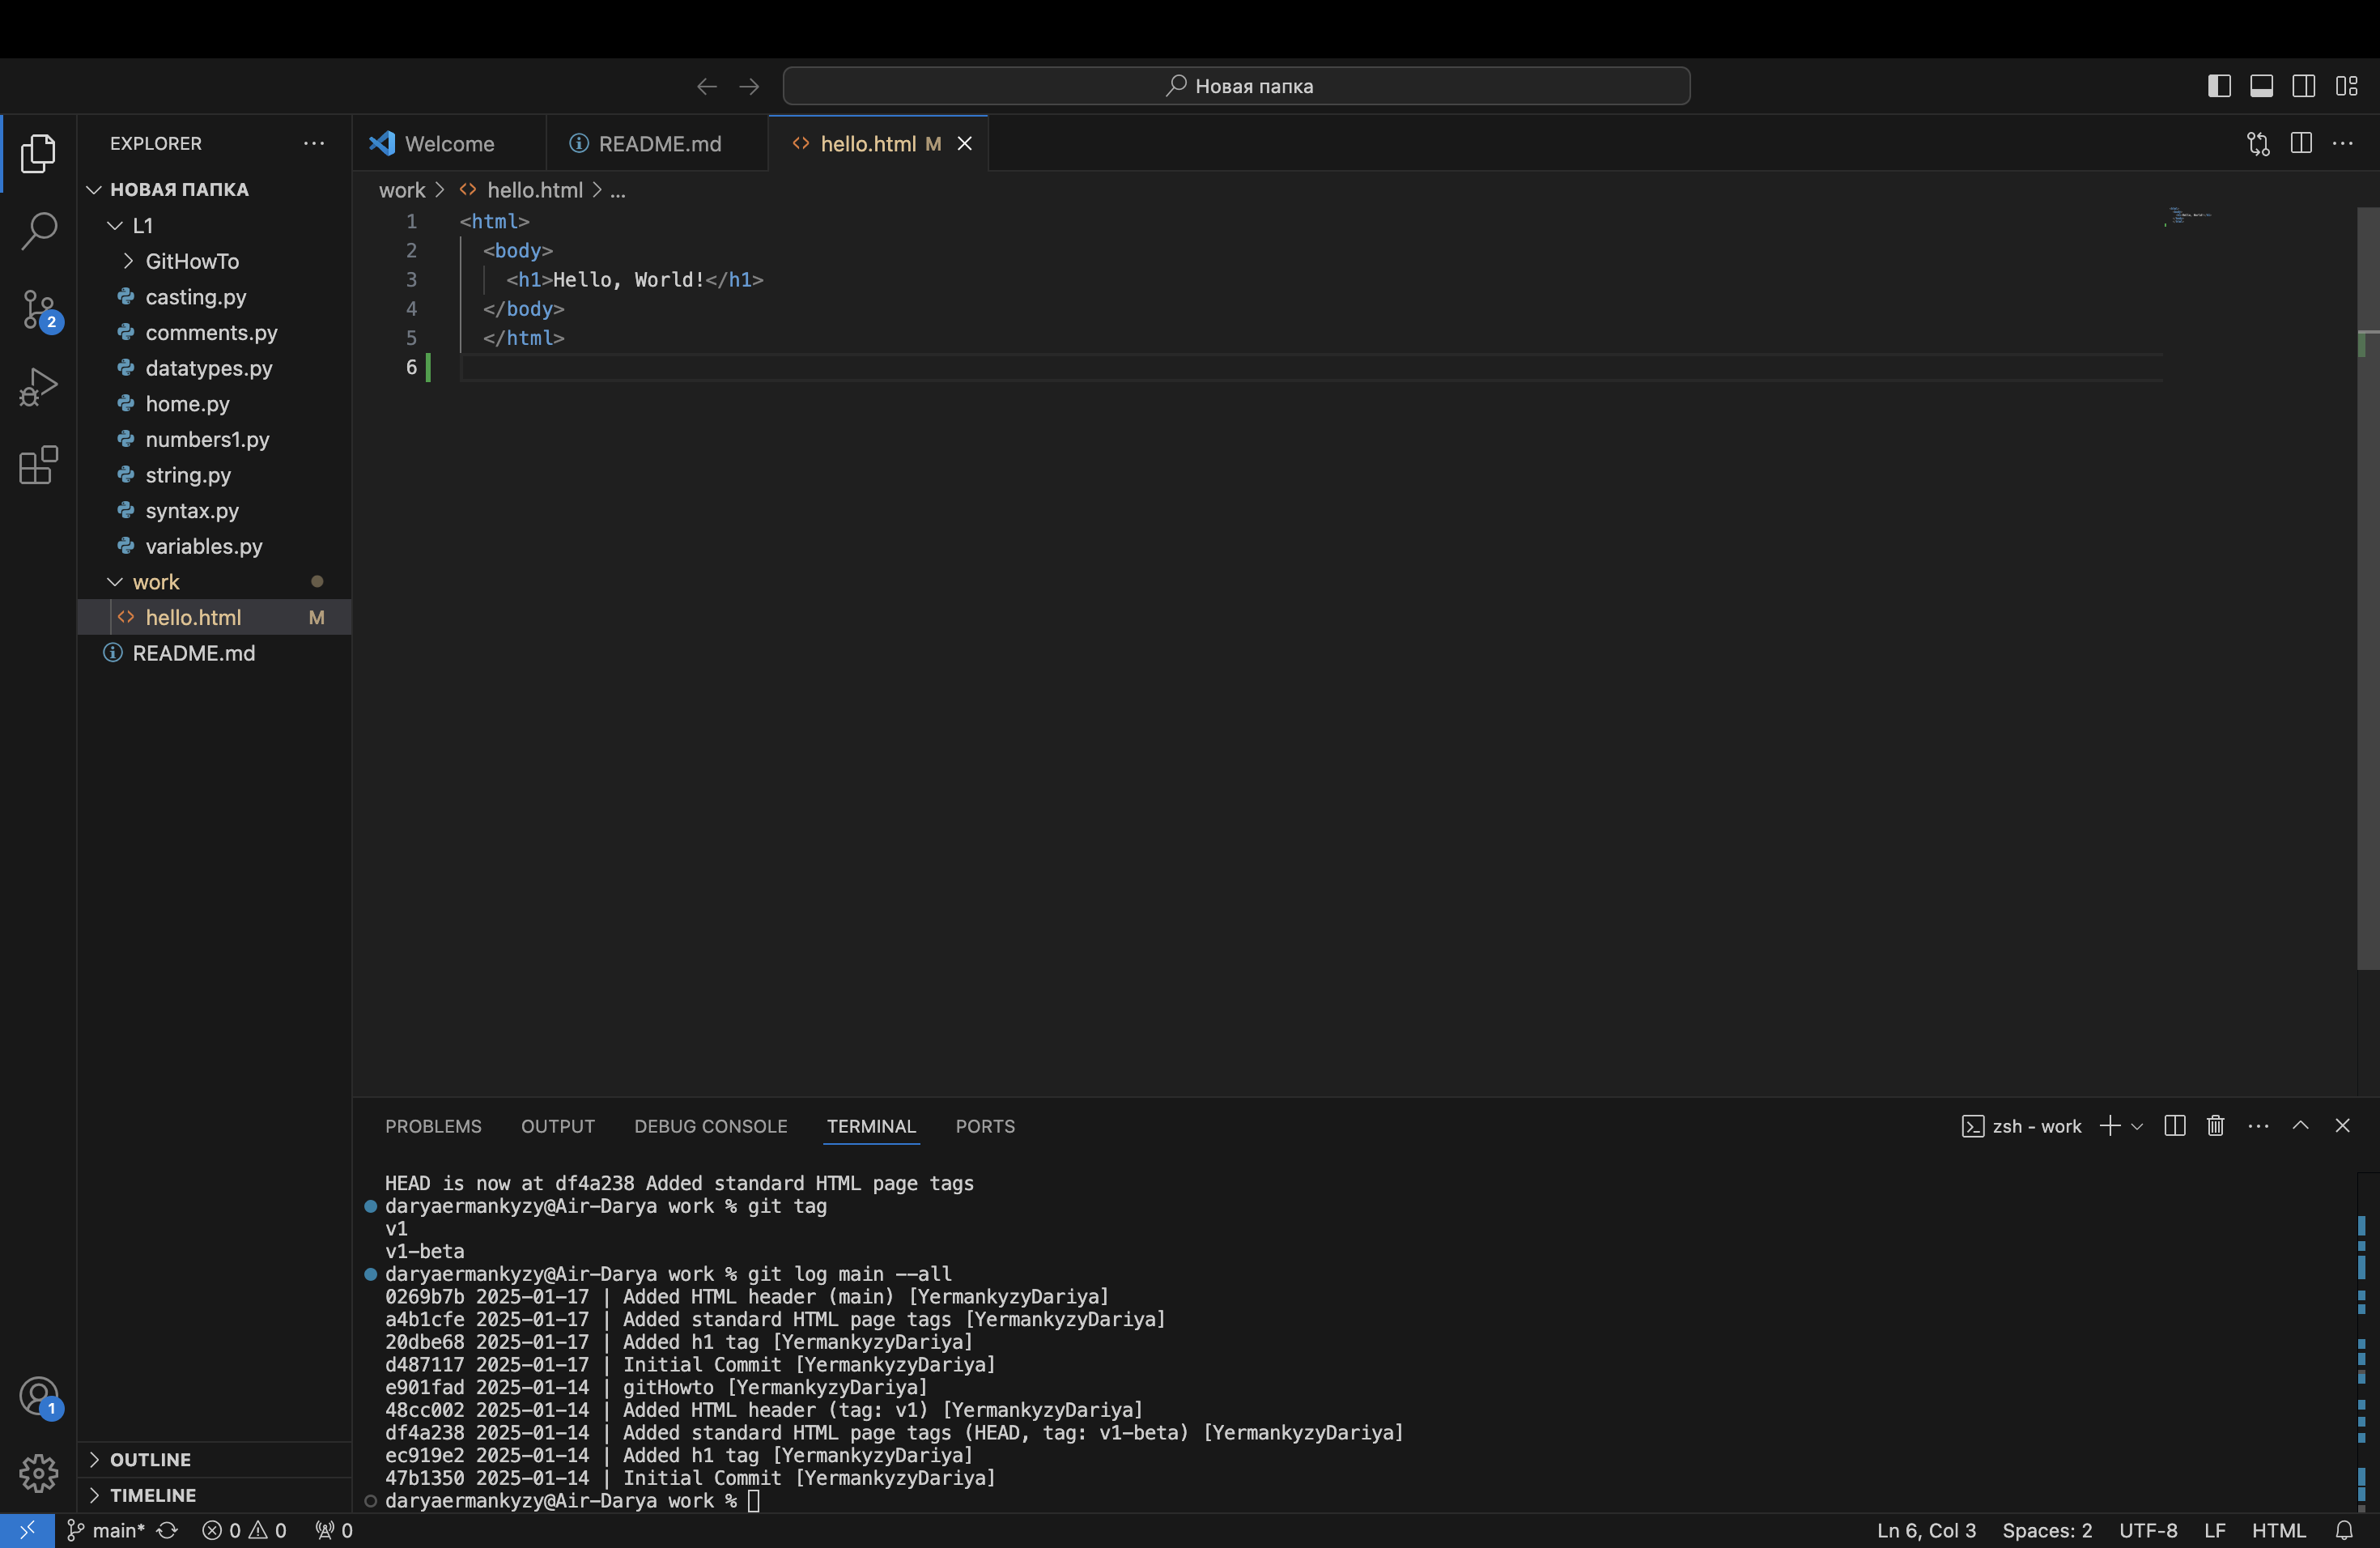 Новая папка
EXPLORER
НОВАЯ ПАПКА
L1
GitHowTo
casting.py
comments.py
datatypes.py
home.py
numbers1.py
string.py
syntax.py
variables.py
work
hello.html M
README.md
OUTLINE
TIMELINE
2
1
Welcome
README.md
hello.html M
work > hello.html > ...
1 <html>
2 <body>
3 <h1>Hello, World!</h1>
4 </body>
5 </html>
6
PROBLEMS OUTPUT DEBUG CONSOLE TERMINAL PORTS
zsh - work
HEAD is now at df4a238 Added standard HTML page tags
daryaermankyzy@Air-Darya work % git tag
v1
v1-beta
daryaermankyzy@Air-Darya work % git log main --all
0269b7b 2025-01-17 | Added HTML header (main) [YermankyzyDariya]
a4b1cfe 2025-01-17 | Added standard HTML page tags [YermankyzyDariya]
20dbe68 2025-01-17 | Added h1 tag [YermankyzyDariya]
d487117 2025-01-17 | Initial Commit [YermankyzyDariya]
e901fad 2025-01-14 | gitHowto [YermankyzyDariya]
48cc002 2025-01-14 | Added HTML header (tag: v1) [YermankyzyDariya]
df4a238 2025-01-14 | Added standard HTML page tags (HEAD, tag: v1-beta) [YermankyzyDariya]
ec919e2 2025-01-14 | Added h1 tag [YermankyzyDariya]
47b1350 2025-01-14 | Initial Commit [YermankyzyDariya]
daryaermankyzy@Air-Darya work %
main* 0 0 0
Ln 6, Col 3 Spaces: 2 UTF-8 LF HTML